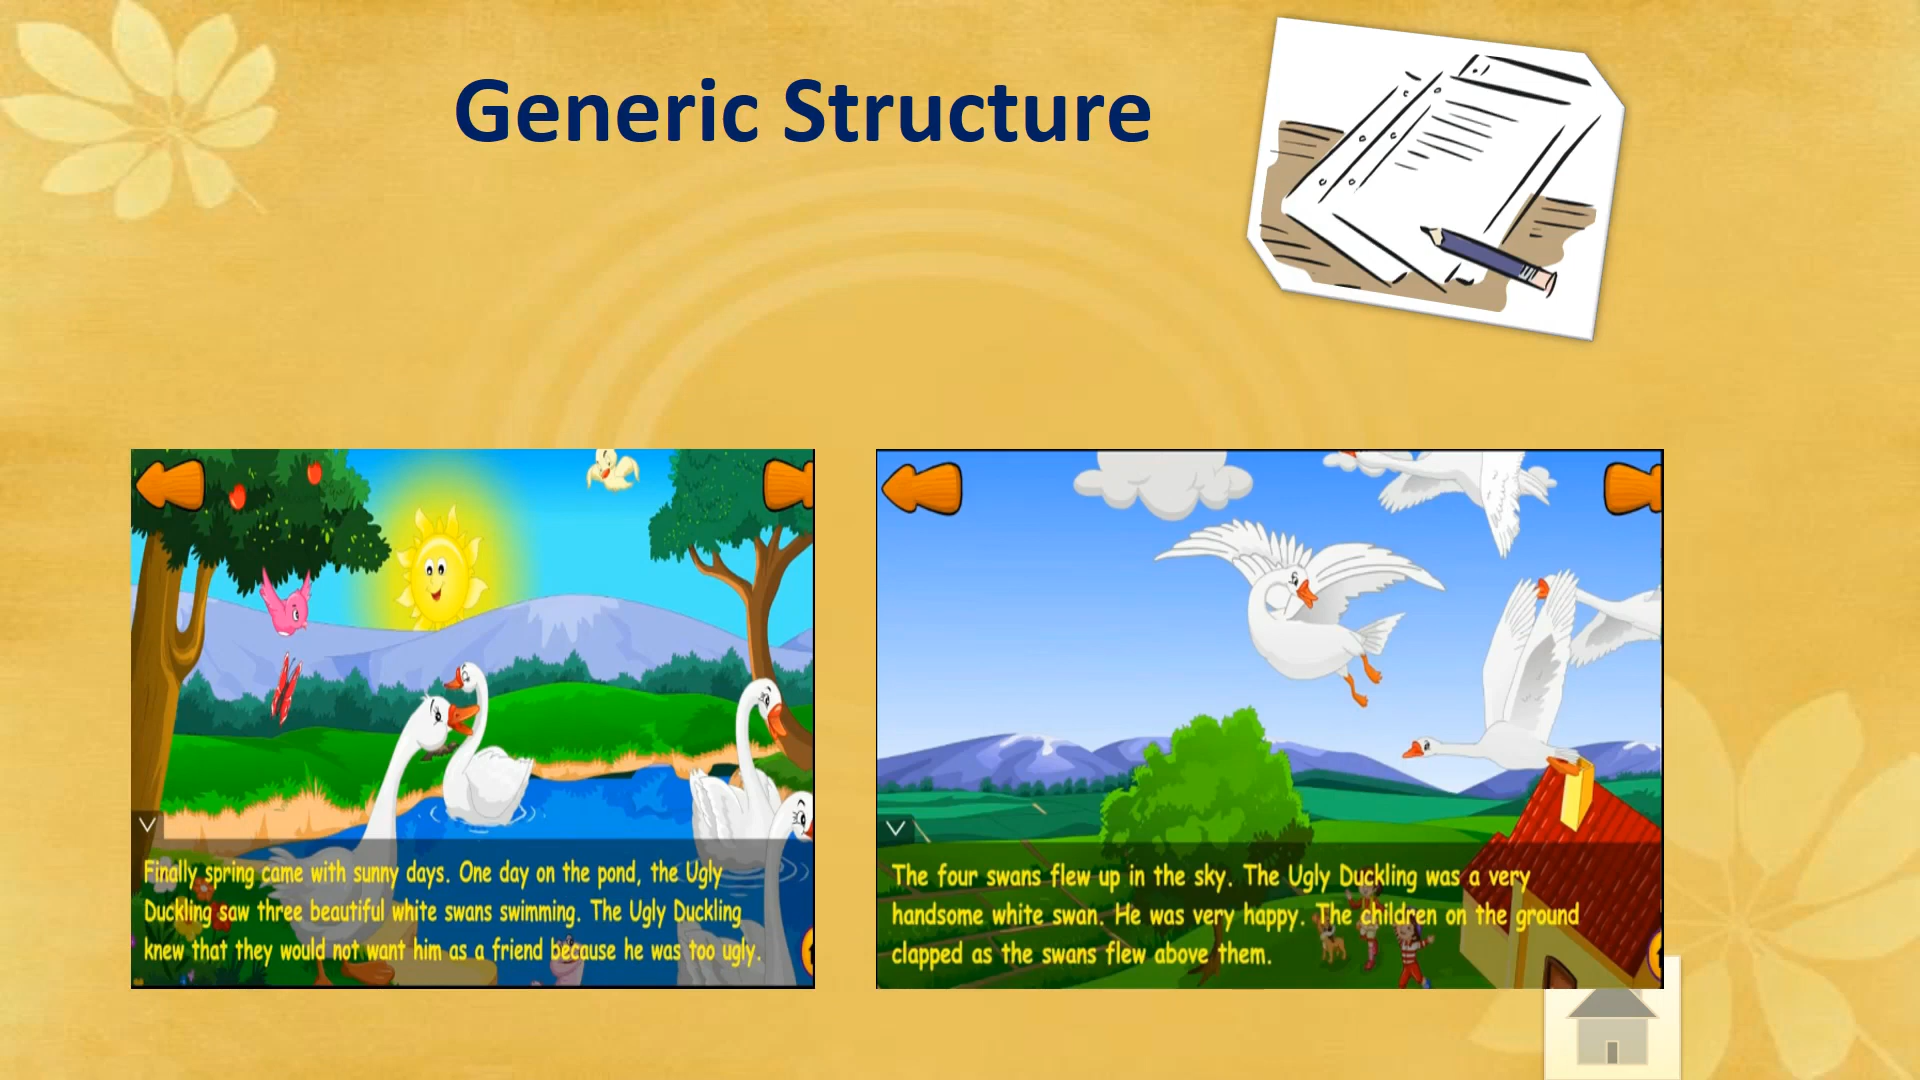 Generic Structure
Finally spring came with sunny days. One day on the pond, the Ugly
Duckling saw three beautiful white swans swimming. The Ugly Duckling
knew that they would not want him as a friend because he was too ugly.
The four swans flew up in the sky. The Ugly Duckling was a very
handsome white swan. He was very happy. The children on the ground
clapped as the swans flew above them.